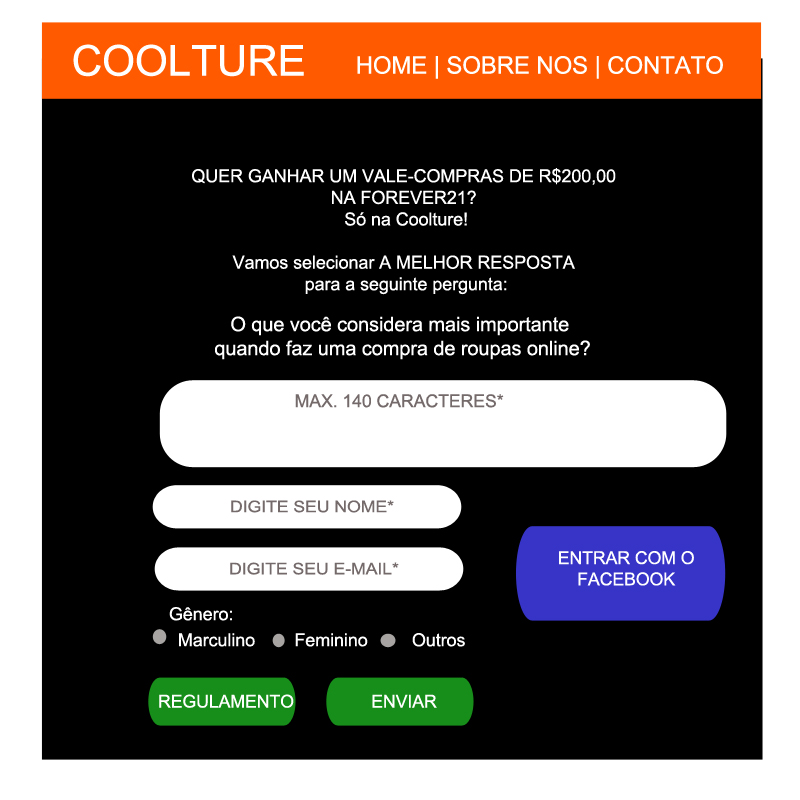 COOLTURE
HOME | SOBRE NOS | CONTATO
QUER GANHAR UM VALE-COMPRAS DE R$200,00
NA FOREVER21?
Só na Coolture!
Vamos selecionar A MELHOR RESPOSTA
para a seguinte pergunta:
O que você considera mais importante
quando faz uma compra de roupas online?
MAX. 140 CARACTERES*
DIGITE SEU NOME*
DIGITE SEU E-MAIL*
ENTRAR COM O
FACEBOOK
Gênero:
Marculino Feminino Outros
REGULAMENTO ENVIAR